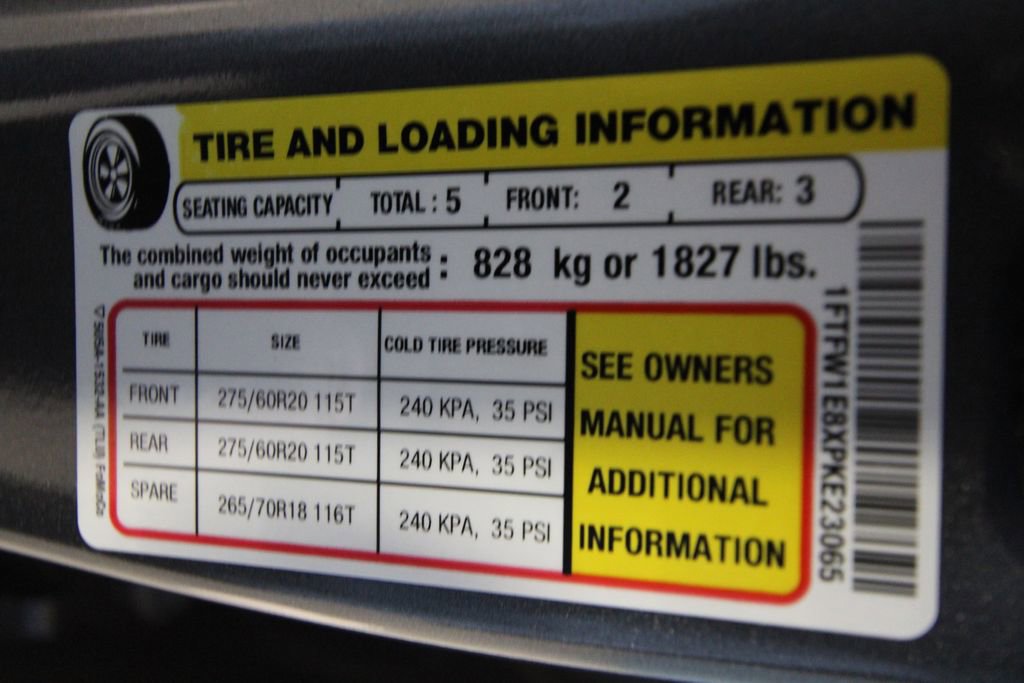 TIRE AND LOADING INFORMATION
SEATING CAPACITY TOTAL : 5 FRONT: 2 REAR: 3
The combined weight of occupants
and cargo should never exceed : 828 kg or 1827 lbs.
TIRE SIZE COLD TIRE PRESSURE
FRONT 275/60R20 115T 240 KPA, 35 PSI
REAR 275/60R20 115T 240 KPA, 35 PSI
SPARE 265/70R18 116T 240 KPA, 35 PSI
SEE OWNERS
MANUAL FOR
ADDITIONAL
INFORMATION
1FTFW1E8XPKE23065